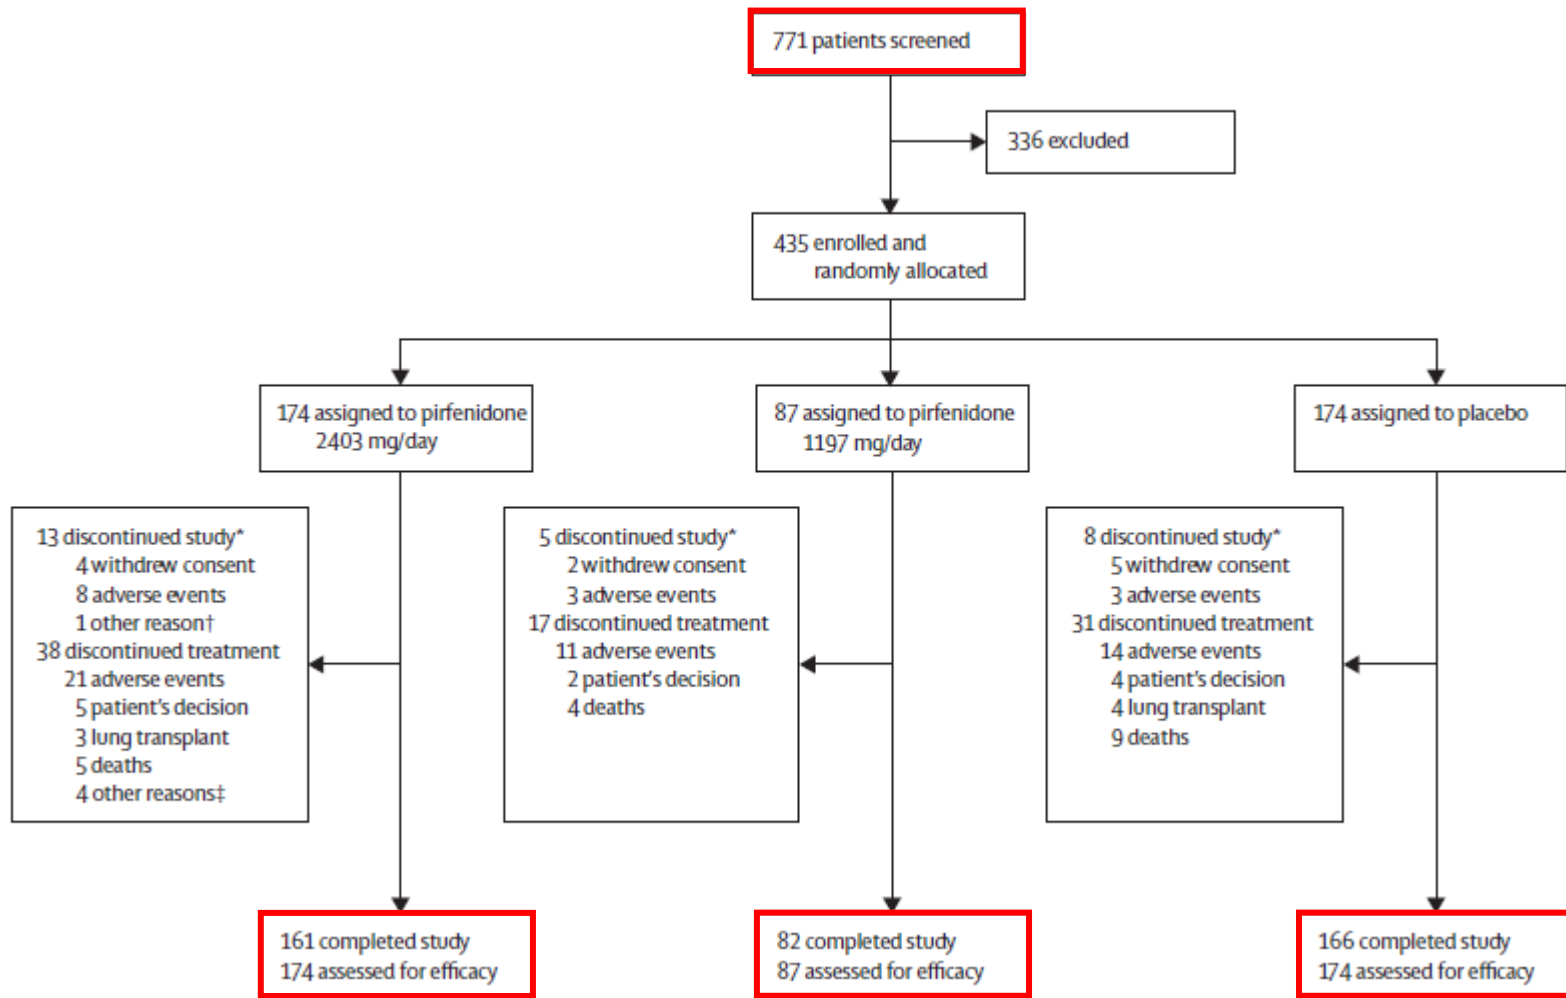 771 patients screened
336 excluded
435 enrolled and
randomly allocated
174 assigned to pirfenidone
2403 mg/day
87 assigned to pirfenidone
1197 mg/day
174 assigned to placebo
13 discontinued study*
4 withdrew consent
8 adverse events
1 other reason†
38 discontinued treatment
21 adverse events
5 patient's decision
3 lung transplant
5 deaths
4 other reasons‡
5 discontinued study*
2 withdrew consent
3 adverse events
17 discontinued treatment
11 adverse events
2 patient's decision
4 deaths
8 discontinued study*
5 withdrew consent
3 adverse events
31 discontinued treatment
14 adverse events
4 patient's decision
4 lung transplant
9 deaths
161 completed study
174 assessed for efficacy
82 completed study
87 assessed for efficacy
166 completed study
174 assessed for efficacy